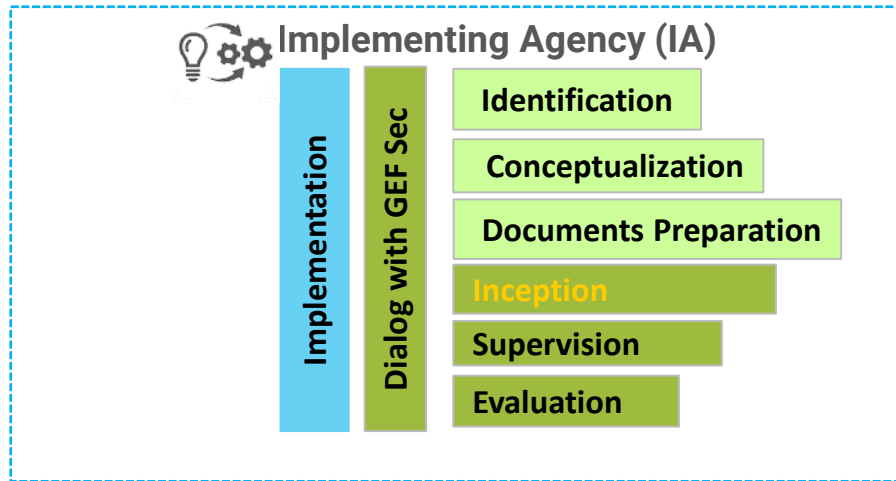 Implementing Agency (IA)
Implementation
Dialog with GEF Sec
Identification
Conceptualization
Documents Preparation
Inception
Supervision
Evaluation